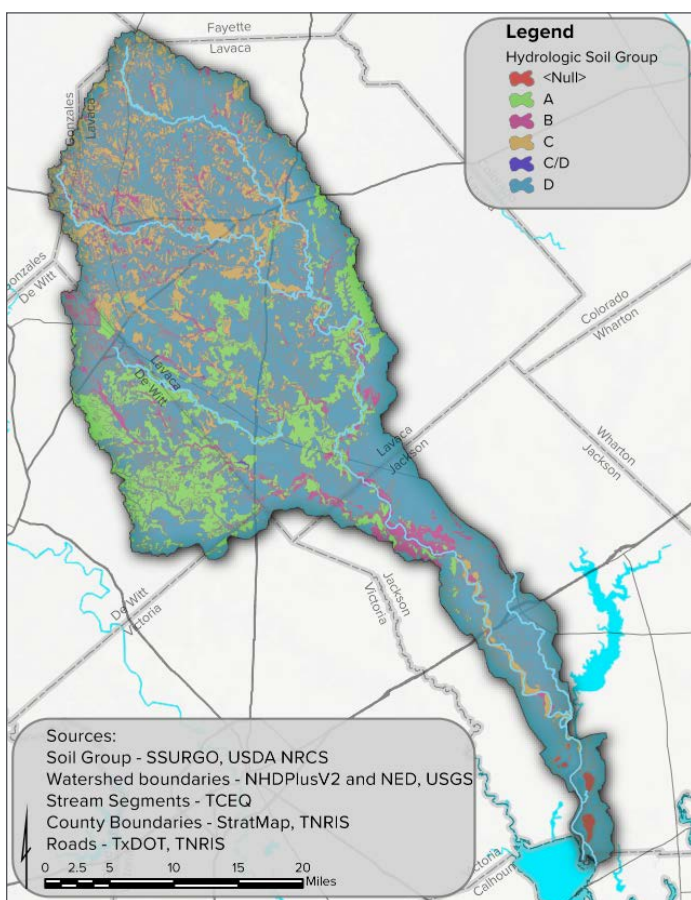 Fayette
Lavaca
Gonzales
Lavaca
Legend
Hydrologic Soil Group
<Null>
A
B
C
C/D
D
Gonzales
De Witt
Colorado
Wharton
Lavaca
De Witt
Lavaca
Jackson
Wharton
Jackson
De Witt
Victoria
Jackson
Victoria
Sources:
Soil Group - SSURGO, USDA NRCS
Watershed boundaries - NHDPlusV2 and NED, USGS
Stream Segments - TCEQ
County Boundaries - StratMap, TNRIS
Roads - TxDOT, TNRIS
0 2.5 5 10 15 20
Miles
Calhoun